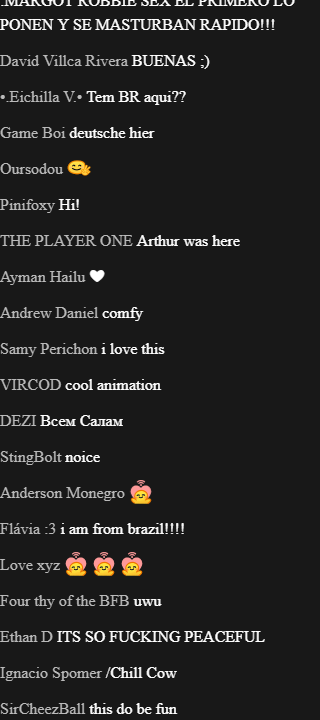 .MARGOT ROBBIE SEX EL PRIMERO LO
PONEN Y SE MASTURBAN RAPIDO!!!
David Villca Rivera BUENAS ;)
•.Eichilla V.• Tem BR aqui??
Game Boi deutsche hier
Oursodou
Pinifoxy Hi!
THE PLAYER ONE Arthur was here
Ayman Hailu
Andrew Daniel comfy
Samy Perichon i love this
VIRCOD cool animation
DEZI Всем Салам
StingBolt noice
Anderson Monegro
Flávia :3 i am from brazil!!!!
Love xyz
Four thy of the BFB uwu
Ethan D ITS SO FUCKING PEACEFUL
Ignacio Spomer /Chill Cow
SirCheezBall this do be fun